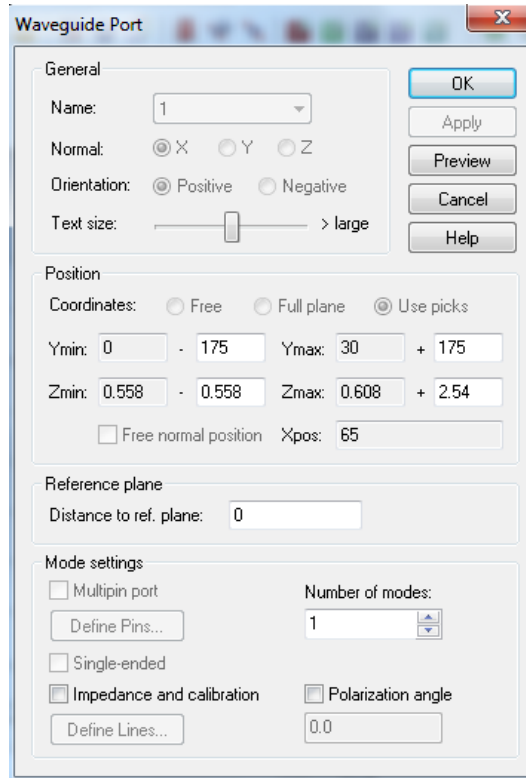 Waveguide Port
General
Name: 1
Normal: X Y Z
Orientation: Positive Negative
Text size: > large
OK
Apply
Preview
Cancel
Help
Position
Coordinates: Free Full plane Use picks
Ymin: 0 - 175 Ymax: 30 + 175
Zmin: 0.558 - 0.558 Zmax: 0.608 + 2.54
Free normal position Xpos: 65
Reference plane
Distance to ref. plane: 0
Mode settings
Multipin port Number of modes:
Define Pins... 1
Single-ended
Impedance and calibration Polarization angle
Define Lines... 0.0